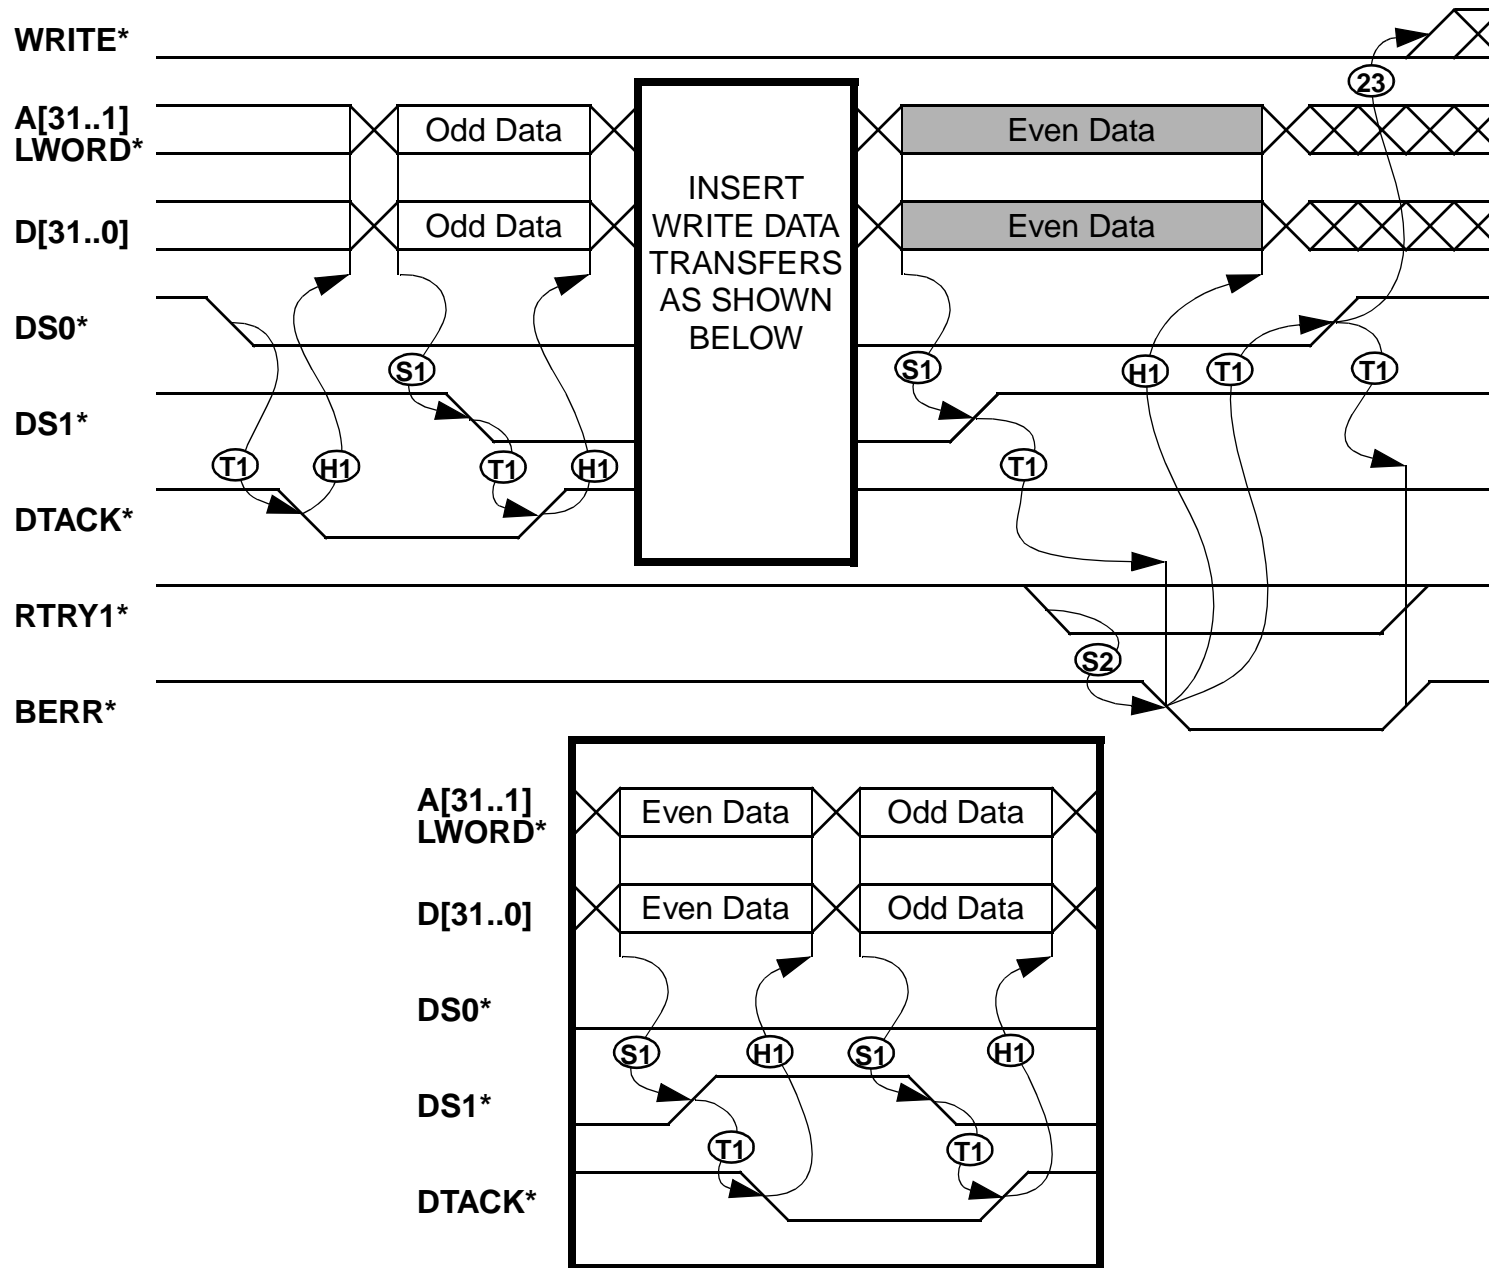 WRITE*
23
A[31..1]
LWORD*
Odd Data
Even Data
INSERT
WRITE DATA
TRANSFERS
AS SHOWN
BELOW
D[31..0]
Odd Data
Even Data
DS0*
S1
S1
H1
T1
T1
DS1*
T1
H1
T1
H1
T1
DTACK*
RTRY1*
S2
BERR*
A[31..1]
LWORD*
Even Data
Odd Data
D[31..0]
Even Data
Odd Data
DS0*
S1
H1
S1
H1
DS1*
T1
T1
DTACK*